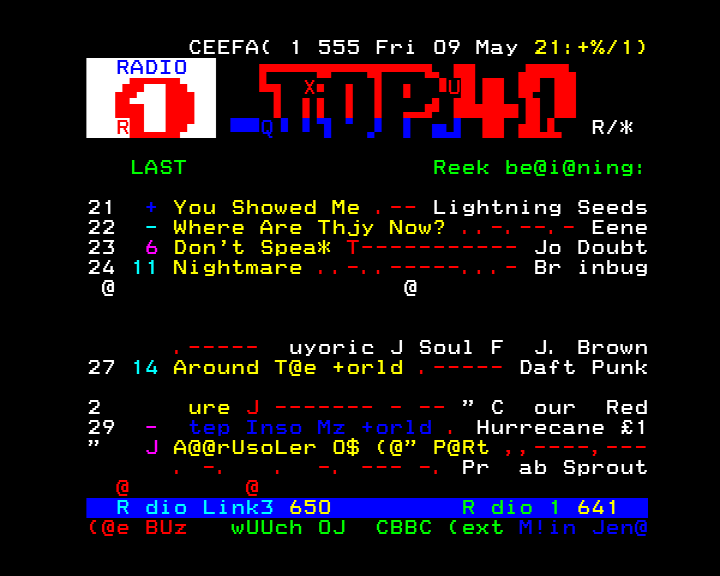 CEEFA( 1 555 Fri 09 May 21:+%/1)
RADIO 1 TOP 40
R/*
LAST Reek be@i@ning:
21 + You Showed Me .-- Lightning Seeds
22 - Where Are Thjy Now? ..-.--.- Eene
23 6 Don't Spea* T----------- Jo Doubt
24 11 Nightmare ..-..-----...- Br inbug
@ @
.----- uyoric J Soul F J. Brown
27 14 Around T@e +orld .----- Daft Punk
2 ure J ------- - -- " C our Red
29 - tep Inso Mz +orld . Hurrecane £1
" J A@@rUsoLer O$ (@" P@Rt ,,----,---
. -. . -. --- -. Pr ab Sprout
@ @
R dio Link3 650 R dio 1 641
(@e BUz wUUch OJ CBBC (ext M!in Jen@